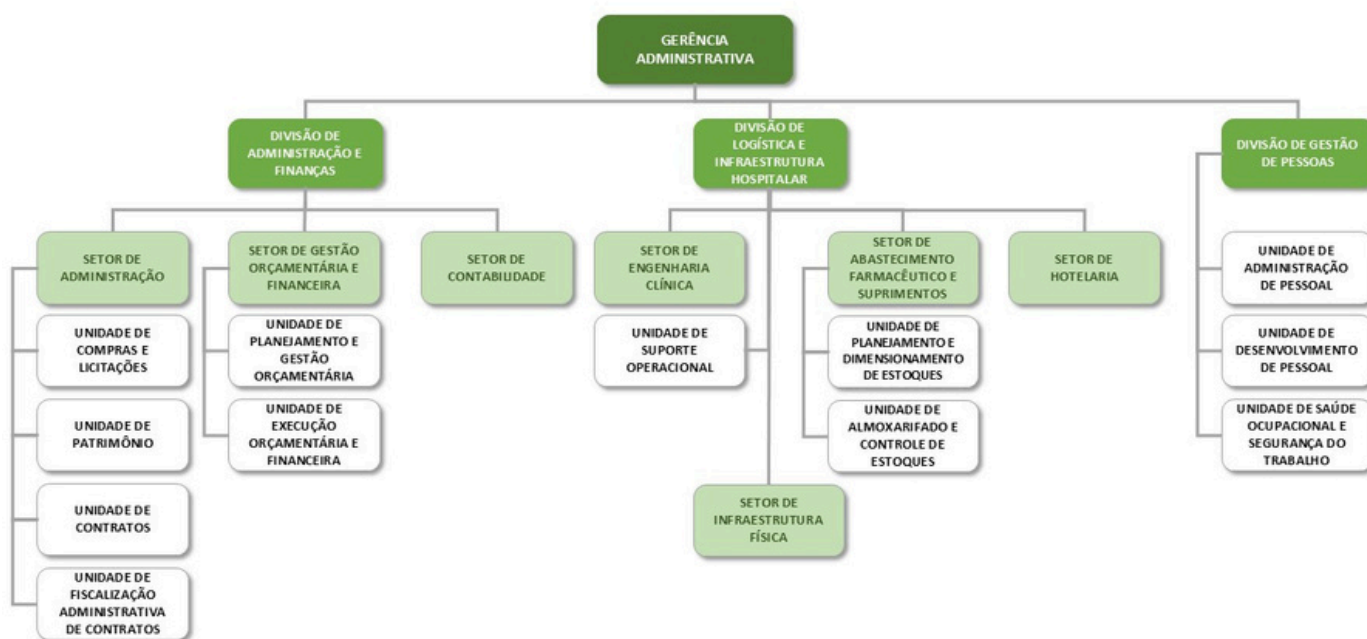 GERÊNCIA
ADMINISTRATIVA
DIVISÃO DE
ADMINISTRAÇÃO E
FINANÇAS
DIVISÃO DE
LOGÍSTICA E
INFRAESTRUTURA
HOSPITALAR
DIVISÃO DE GESTÃO
DE PESSOAS
SETOR DE
ADMINISTRAÇÃO
SETOR DE GESTÃO
ORÇAMENTÁRIA E
FINANCEIRA
SETOR DE
CONTABILIDADE
SETOR DE
ENGENHARIA
CLÍNICA
SETOR DE
ABASTECIMENTO
FARMACÊUTICO E
SUPRIMENTOS
SETOR DE
HOTELARIA
UNIDADE DE
ADMINISTRAÇÃO
DE PESSOAL
UNIDADE DE
COMPRAS E
LICITAÇÕES
UNIDADE DE
PLANEJAMENTO E
GESTÃO
ORÇAMENTÁRIA
UNIDADE DE
SUPORTE
OPERACIONAL
UNIDADE DE
PLANEJAMENTO E
DIMENSIONAMENTO
DE ESTOQUES
UNIDADE DE
DESENVOLVIMENTO
DE PESSOAL
UNIDADE DE
PATRIMÔNIO
UNIDADE DE
EXECUÇÃO
ORÇAMENTÁRIA E
FINANCEIRA
UNIDADE DE
ALMOXARIFADO E
CONTROLE DE
ESTOQUES
UNIDADE DE SAÚDE
OCUPACIONAL E
SEGURANÇA DO
TRABALHO
UNIDADE DE
CONTRATOS
SETOR DE
INFRAESTRUTURA
FÍSICA
UNIDADE DE
FISCALIZAÇÃO
ADMINISTRATIVA
DE CONTRATOS